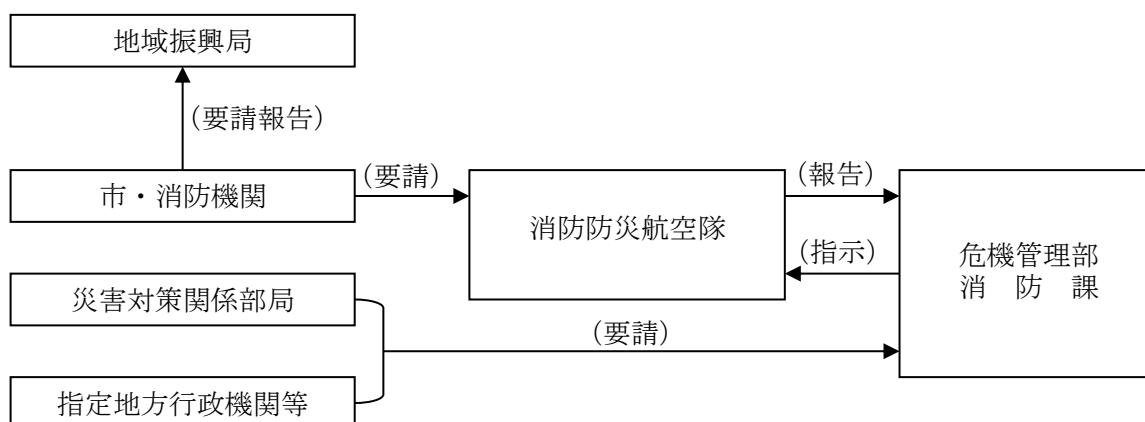 地域振興局
（要請報告）
市・消防機関
（要請）
消防防災航空隊
（報告）
（指示）
危機管理部
消　防　課
災害対策関係部局
（要請）
指定地方行政機関等